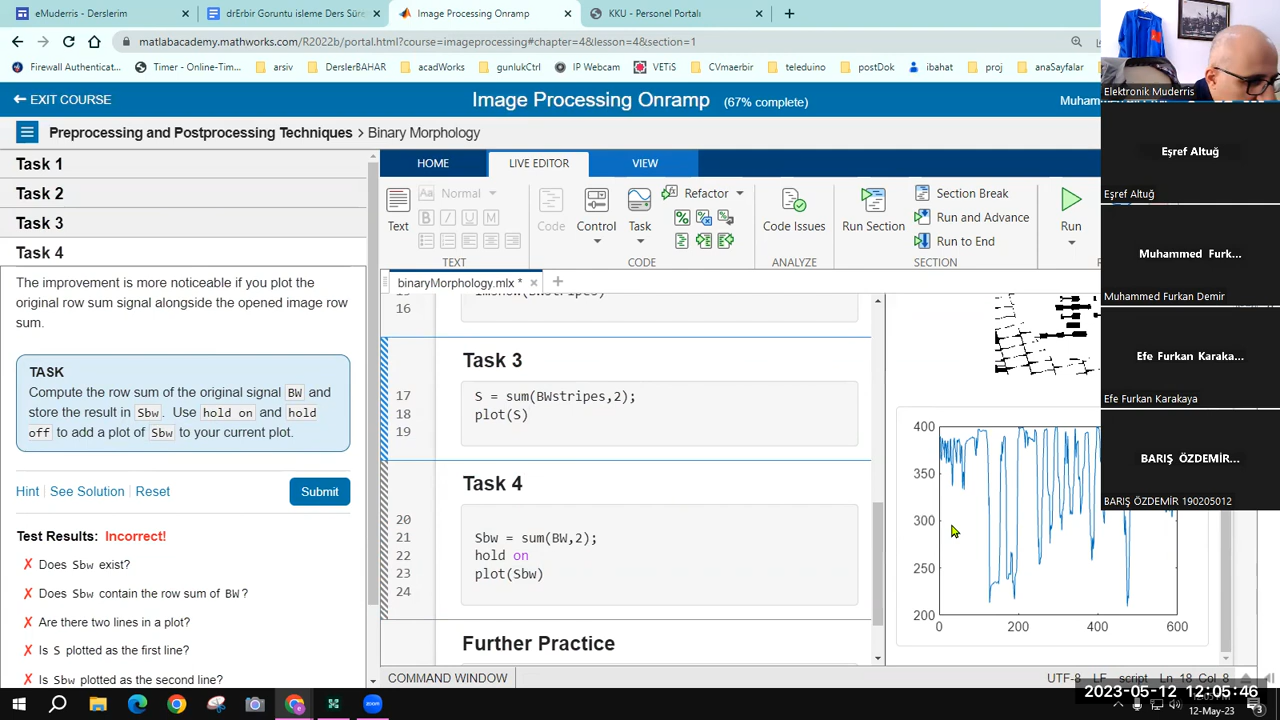 eMuderris - Derslerim
drErbir Goruntu isleme Ders Süre
Image Processing Onramp
KKU - Personel Portalı
matlabacademy.mathworks.com/R2022b/portal.html?course=imageprocessing#chapter=4&lesson=4&section=1
Firewall Authenticat...
Timer - Online-Tim...
arsiv
DerslerBAHAR
acadWorks
gunlukCtrl
IP Webcam
VETiS
CVmaerbir
teleduino
postDok
ibahat
proj
anaSayfalar
EXIT COURSE
Image Processing Onramp (67% complete)
Preprocessing and Postprocessing Techniques > Binary Morphology
Task 1
Task 2
Task 3
Task 4
The improvement is more noticeable if you plot the
original row sum signal alongside the opened image row
sum.
TASK
Compute the row sum of the original signal BW and
store the result in Sbw. Use hold on and hold
off to add a plot of Sbw to your current plot.
Hint See Solution Reset
Submit
Test Results: Incorrect!
✗ Does Sbw exist?
✗ Does Sbw contain the row sum of BW?
✗ Are there two lines in a plot?
✗ Is S plotted as the first line?
✗ Is Sbw plotted as the second line?
HOME
LIVE EDITOR
VIEW
Text
Aa Normal
B I U M
TEXT
Code
Control
Task
Refactor
CODE
Code Issues
ANALYZE
Run Section
Section Break
Run and Advance
Run to End
SECTION
Run
binaryMorphology.mlx *
16
Task 3
17 S = sum(BWstripes,2);
18 plot(S)
19
Task 4
20
21 Sbw = sum(BW,2);
22 hold on
23 plot(Sbw)
24
Further Practice
COMMAND WINDOW
400
350
300
250
200
0 200 400 600
UTF-8 LF script Ln 18 Col 8
Elektronik Muderris
Eşref Altuğ
Eşref Altuğ
Muhammed Furk...
Muhammed Furkan Demir
Efe Furkan Karaka...
Efe Furkan Karakaya
BARIŞ ÖZDEMİR...
BARIŞ ÖZDEMİR 190205012
2023-05-12 12:05:46
12-May-23